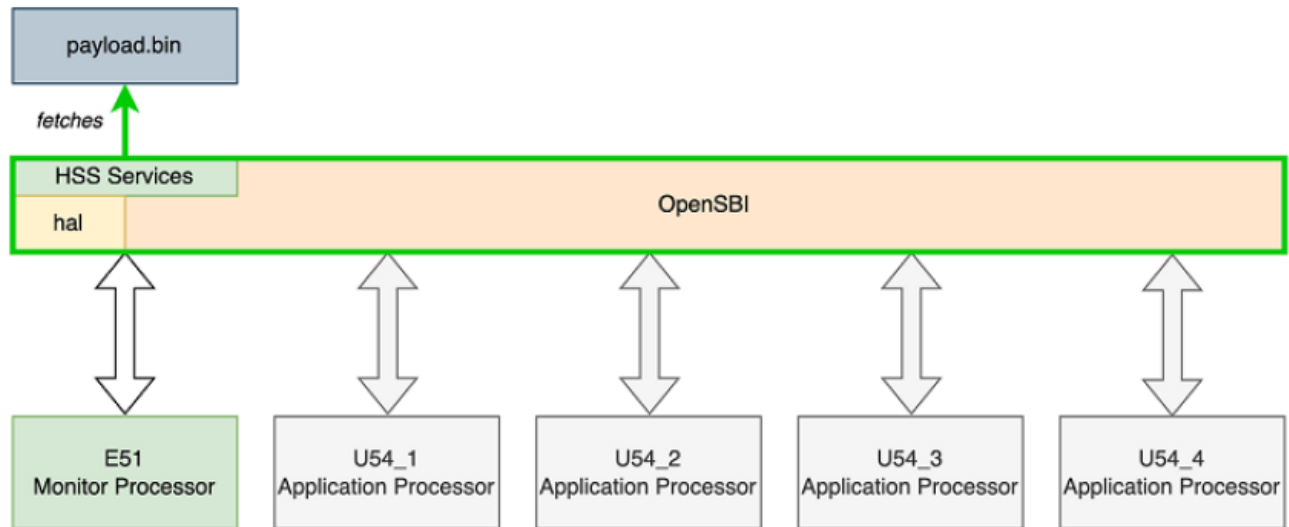 payload.bin
fetches
HSS Services
hal
OpenSBI
E51
Monitor Processor
U54_1
Application Processor
U54_2
Application Processor
U54_3
Application Processor
U54_4
Application Processor